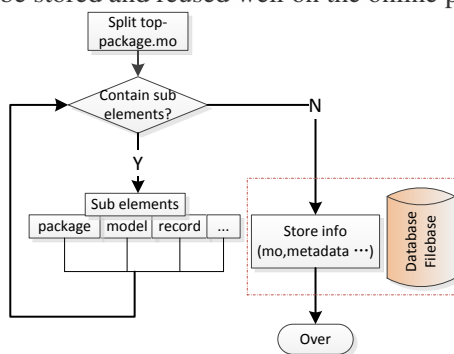 be stored and reused well on the online p
Split top-
package.mo
Contain sub
elements?
N
Y
Sub elements
package model record ...
Store info
(mo,metadata ⋯)
Database
Filebase
Over